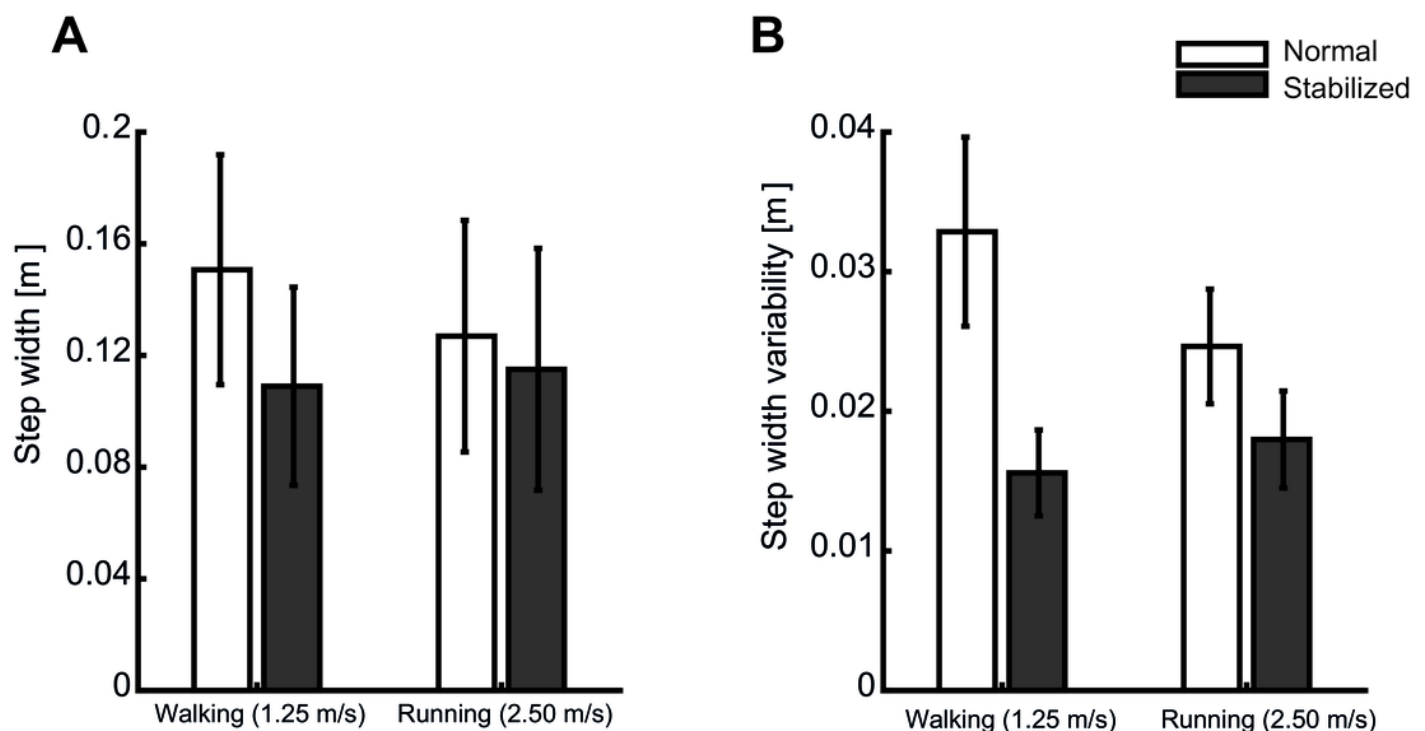 A
Step width [m ]
0.2
0.16
0.12
0.08
0.04
0
Walking (1.25 m/s)
Running (2.50 m/s)
B
Normal
Stabilized
Step width variability [m ]
0.04
0.03
0.02
0.01
0
Walking (1.25 m/s)
Running (2.50 m/s)